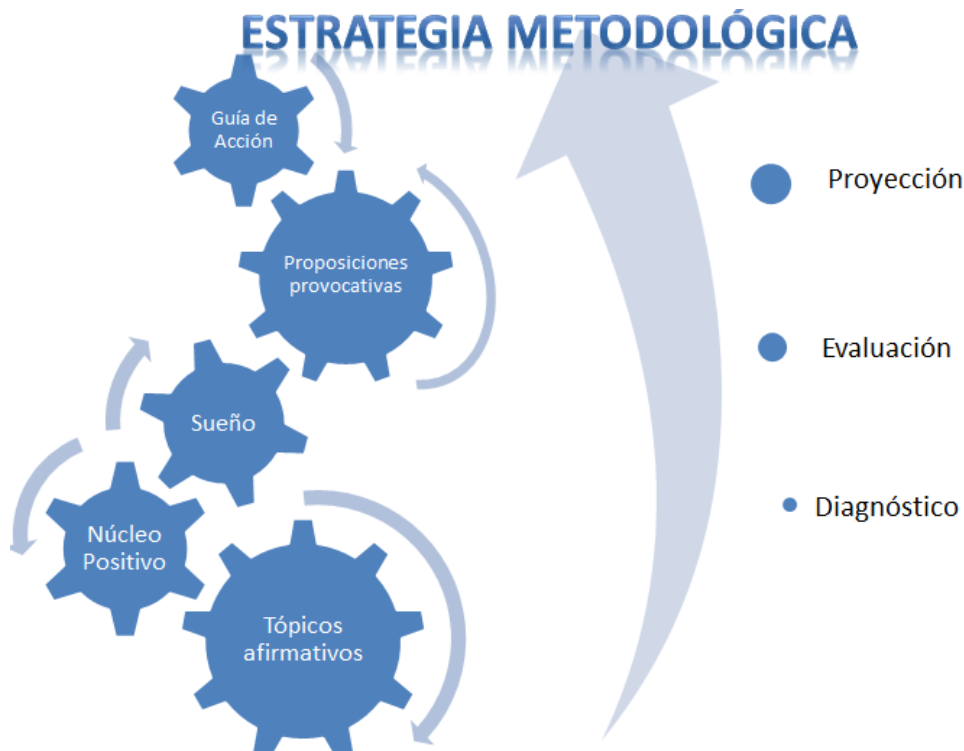 ESTRATEGIA METODOLÓGICA
Guía de
Acción
Proposiciones
provocativas
Sueño
Núcleo
Positivo
Tópicos
afirmativos
Proyección
Evaluación
Diagnóstico